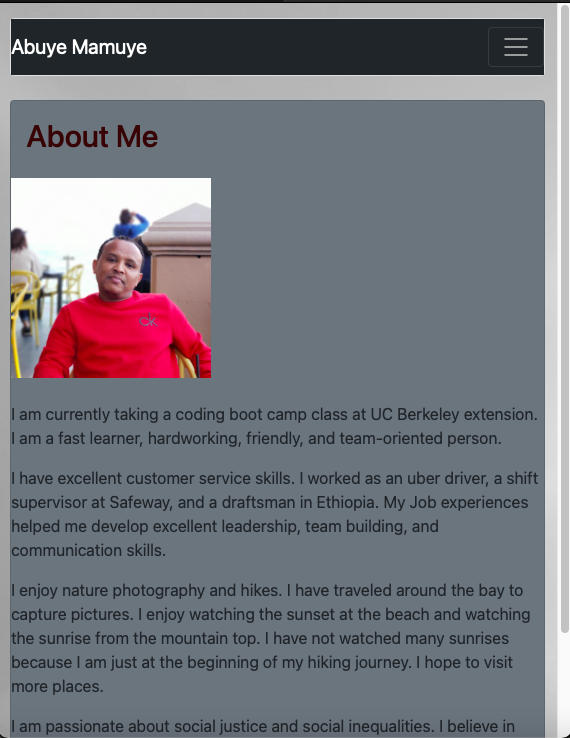 Abuye Mamuye
About Me
ck
I am currently taking a coding boot camp class at UC Berkeley extension.
I am a fast learner, hardworking, friendly, and team-oriented person.
I have excellent customer service skills. I worked as an uber driver, a shift
supervisor at Safeway, and a draftsman in Ethiopia. My Job experiences
helped me develop excellent leadership, team building, and
communication skills.
I enjoy nature photography and hikes. I have traveled around the bay to
capture pictures. I enjoy watching the sunset at the beach and watching
the sunrise from the mountain top. I have not watched many sunrises
because I am just at the beginning of my hiking journey. I hope to visit
more places.
I am passionate about social justice and social inequalities. I believe in